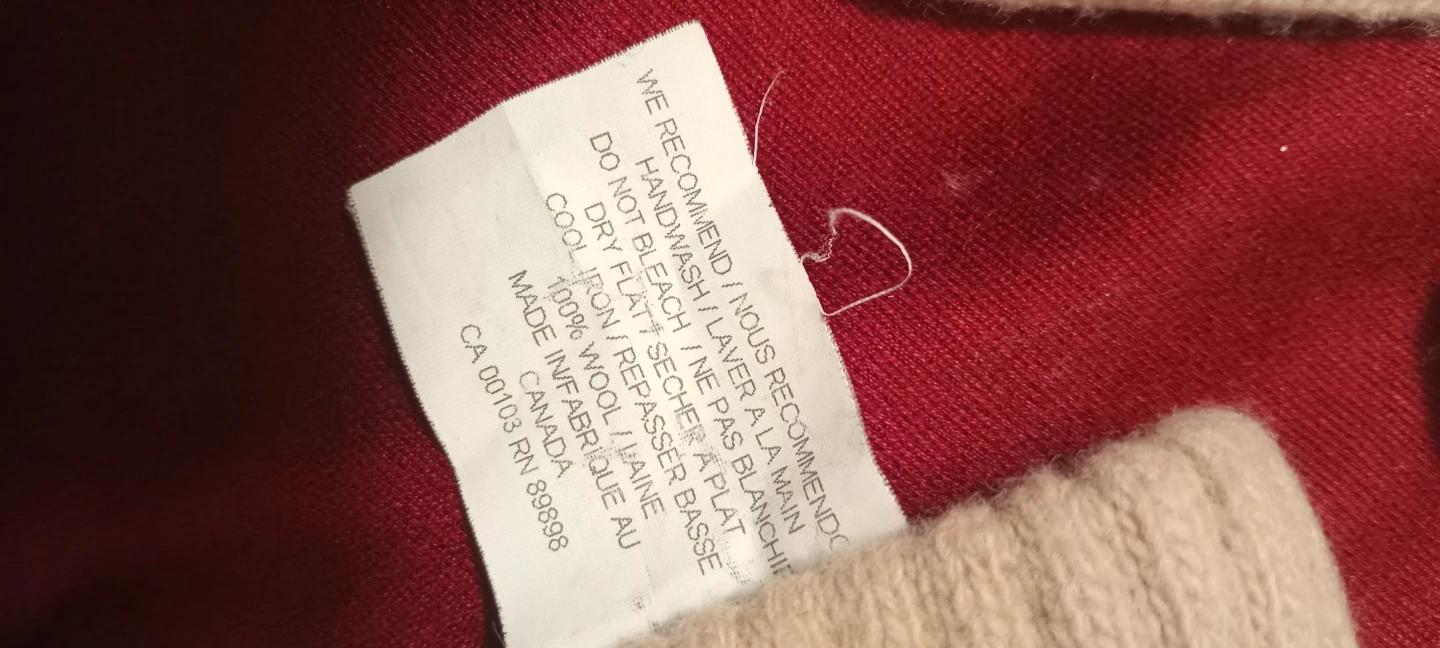 WE RECOMMEND / NOUS RECOMMENDO
HANDWASH / LAVER A LA MAIN
DO NOT BLEACH / NE PAS BLANCHIR
DRY FLAT / SECHER A PLAT
COOL IRON / REPASSER BASSE
100% WOOL / LAINE
MADE IN/FABRIQUE AU
CANADA
CA 00103 RN 89898